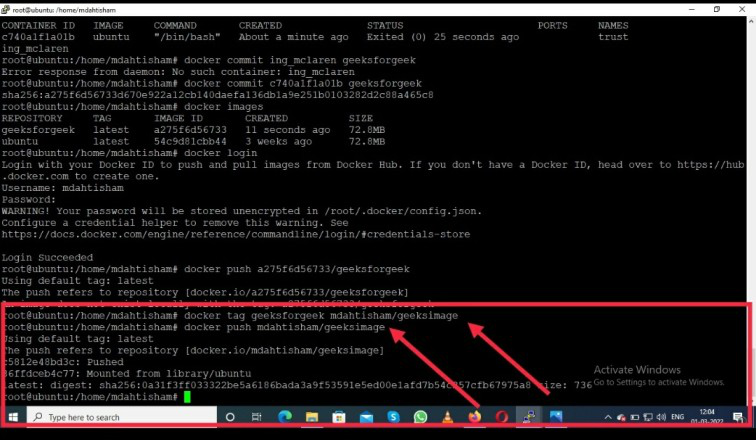 root@ubuntu: /home/mdahtisham
CONTAINER ID IMAGE COMMAND CREATED STATUS PORTS NAMES
c740a1f1a01b ubuntu "/bin/bash" About a minute ago Exited (0) 25 seconds ago trust
ing_mclaren
root@ubuntu:/home/mdahtisham# docker commit ing_mclaren geeksforgeek
Error response from daemon: No such container: ing_mclaren
root@ubuntu:/home/mdahtisham# docker commit c740a1f1a01b geeksforgeek
sha256:a275f6d56733d670e922a12cb140daefa136db1a9e251b0103282d2c88a465c8
root@ubuntu:/home/mdahtisham# docker images
REPOSITORY TAG IMAGE ID CREATED SIZE
geeksforgeek latest a275f6d56733 11 seconds ago 72.8MB
ubuntu latest 54c9d81cbb44 3 weeks ago 72.8MB
root@ubuntu:/home/mdahtisham# docker login
Login with your Docker ID to push and pull images from Docker Hub. If you don't have a Docker ID, head over to https://hub
.docker.com to create one.
Username: mdahtisham
Password:
WARNING! Your password will be stored unencrypted in /root/.docker/config.json.
Configure a credential helper to remove this warning. See
https://docs.docker.com/engine/reference/commandline/login/#credentials-store
Login Succeeded
root@ubuntu:/home/mdahtisham# docker push a275f6d56733/geeksforgeek
Using default tag: latest
The push refers to repository [docker.io/a275f6d56733/geeksforgeek]
An image does not exist locally with the tag: a275f6d56733/geeksforgeek
root@ubuntu:/home/mdahtisham# docker tag geeksforgeek mdahtisham/geeksimage
root@ubuntu:/home/mdahtisham# docker push mdahtisham/geeksimage
Using default tag: latest
The push refers to repository [docker.io/mdahtisham/geeksimage]
c5812e48bd3c: Pushed
36ffdceb4c77: Mounted from library/ubuntu
latest: digest: size: 736
root@ubuntu:/home/mdahtisham#
Activate Windows
Go to Settings to activate Windows.
Type here to search
ENG
12:04
01-03-2022